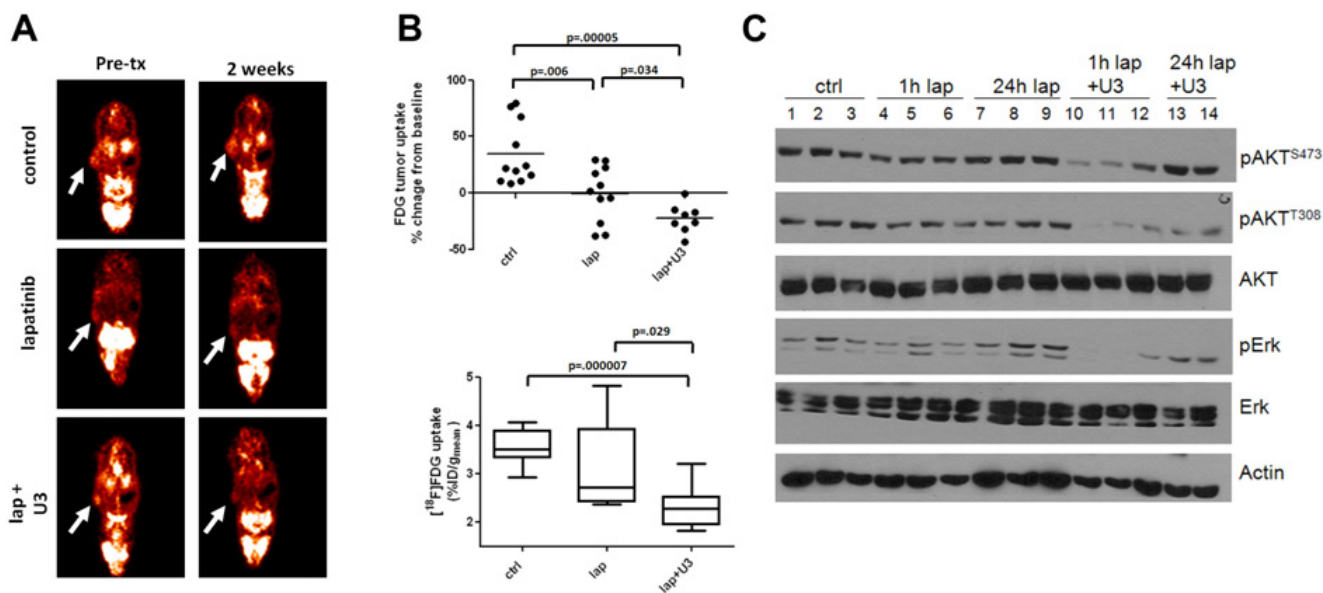 A
Pre-tx
2 weeks
control
lapatinib
lap +
U3
B
p=.00005
p=.006
p=.034
FDG tumor uptake
% chnage from baseline
100
50
0
-50
ctrl
lap
lap+U3
p=.029
p=.000007
[18F]FDG uptake
(%ID/gmean)
5
4
3
2
ctrl
lap
lap+U3
C
ctrl
1h lap
24h lap
1h lap
+U3
24h lap
+U3
1 2 3 4 5 6 7 8 9 10 11 12 13 14
pAKTS473
pAKTT308
AKT
pErk
Erk
Actin